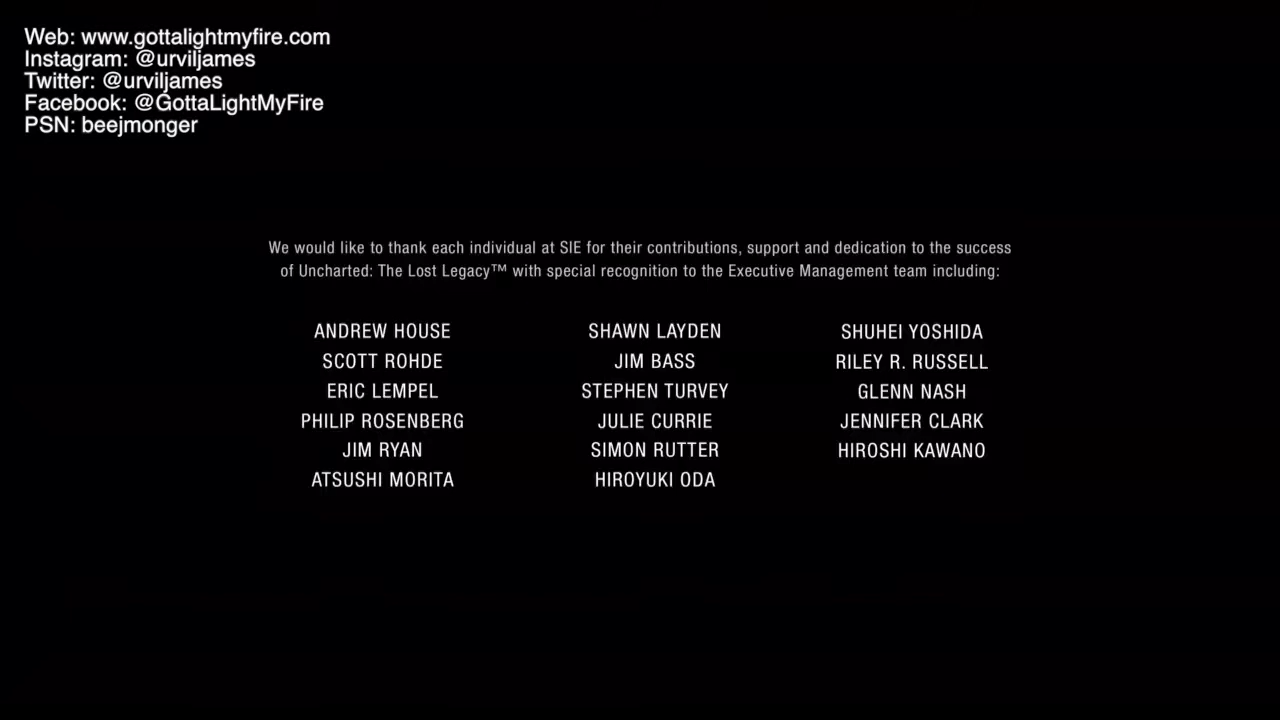 Web: www.gottalightmyfire.com
Instagram: @urviljames
Twitter: @urviljames
Facebook: @GottaLightMyFire
PSN: beejmonger
We would like to thank each individual at SIE for their contributions, support and dedication to the success
of Uncharted: The Lost Legacy™ with special recognition to the Executive Management team including:
ANDREW HOUSE SHAWN LAYDEN SHUHEI YOSHIDA
SCOTT ROHDE JIM BASS RILEY R. RUSSELL
ERIC LEMPEL STEPHEN TURVEY GLENN NASH
PHILIP ROSENBERG JULIE CURRIE JENNIFER CLARK
JIM RYAN SIMON RUTTER HIROSHI KAWANO
ATSUSHI MORITA HIROYUKI ODA